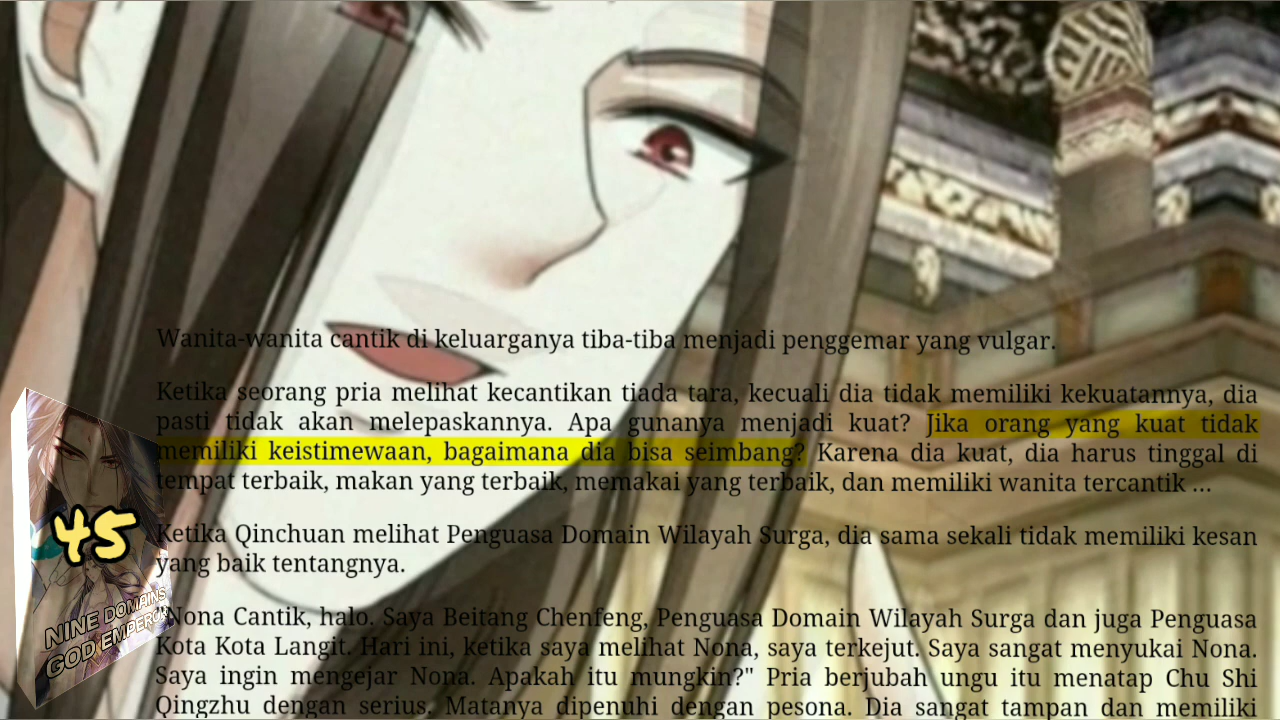 Wanita-wanita cantik di keluarganya tiba-tiba menjadi penggemar yang vulgar.
Ketika seorang pria melihat kecantikan tiada tara, kecuali dia tidak memiliki kekuatannya, dia
pasti tidak akan melepaskannya. Apa gunanya menjadi kuat? Jika orang yang kuat tidak
memiliki keistimewaan, bagaimana dia bisa seimbang? Karena dia kuat, dia harus tinggal di
tempat terbaik, makan yang terbaik, memakai yang terbaik, dan memiliki wanita tercantik ...
Ketika Qinchuan melihat Penguasa Domain Wilayah Surga, dia sama sekali tidak memiliki kesan
yang baik tentangnya.
"Nona Cantik, halo. Saya Beitang Chenfeng, Penguasa Domain Wilayah Surga dan juga Penguasa
Kota Kota Langit. Hari ini, ketika saya melihat Nona, saya terkejut. Saya sangat menyukai Nona.
Saya ingin mengejar Nona. Apakah itu mungkin?" Pria berjubah ungu itu menatap Chu Shi
Qingzhu dengan serius. Matanya dipenuhi dengan pesona. Dia sangat tampan dan memiliki
45
NINE DOMAINS
GOD EMPEROR